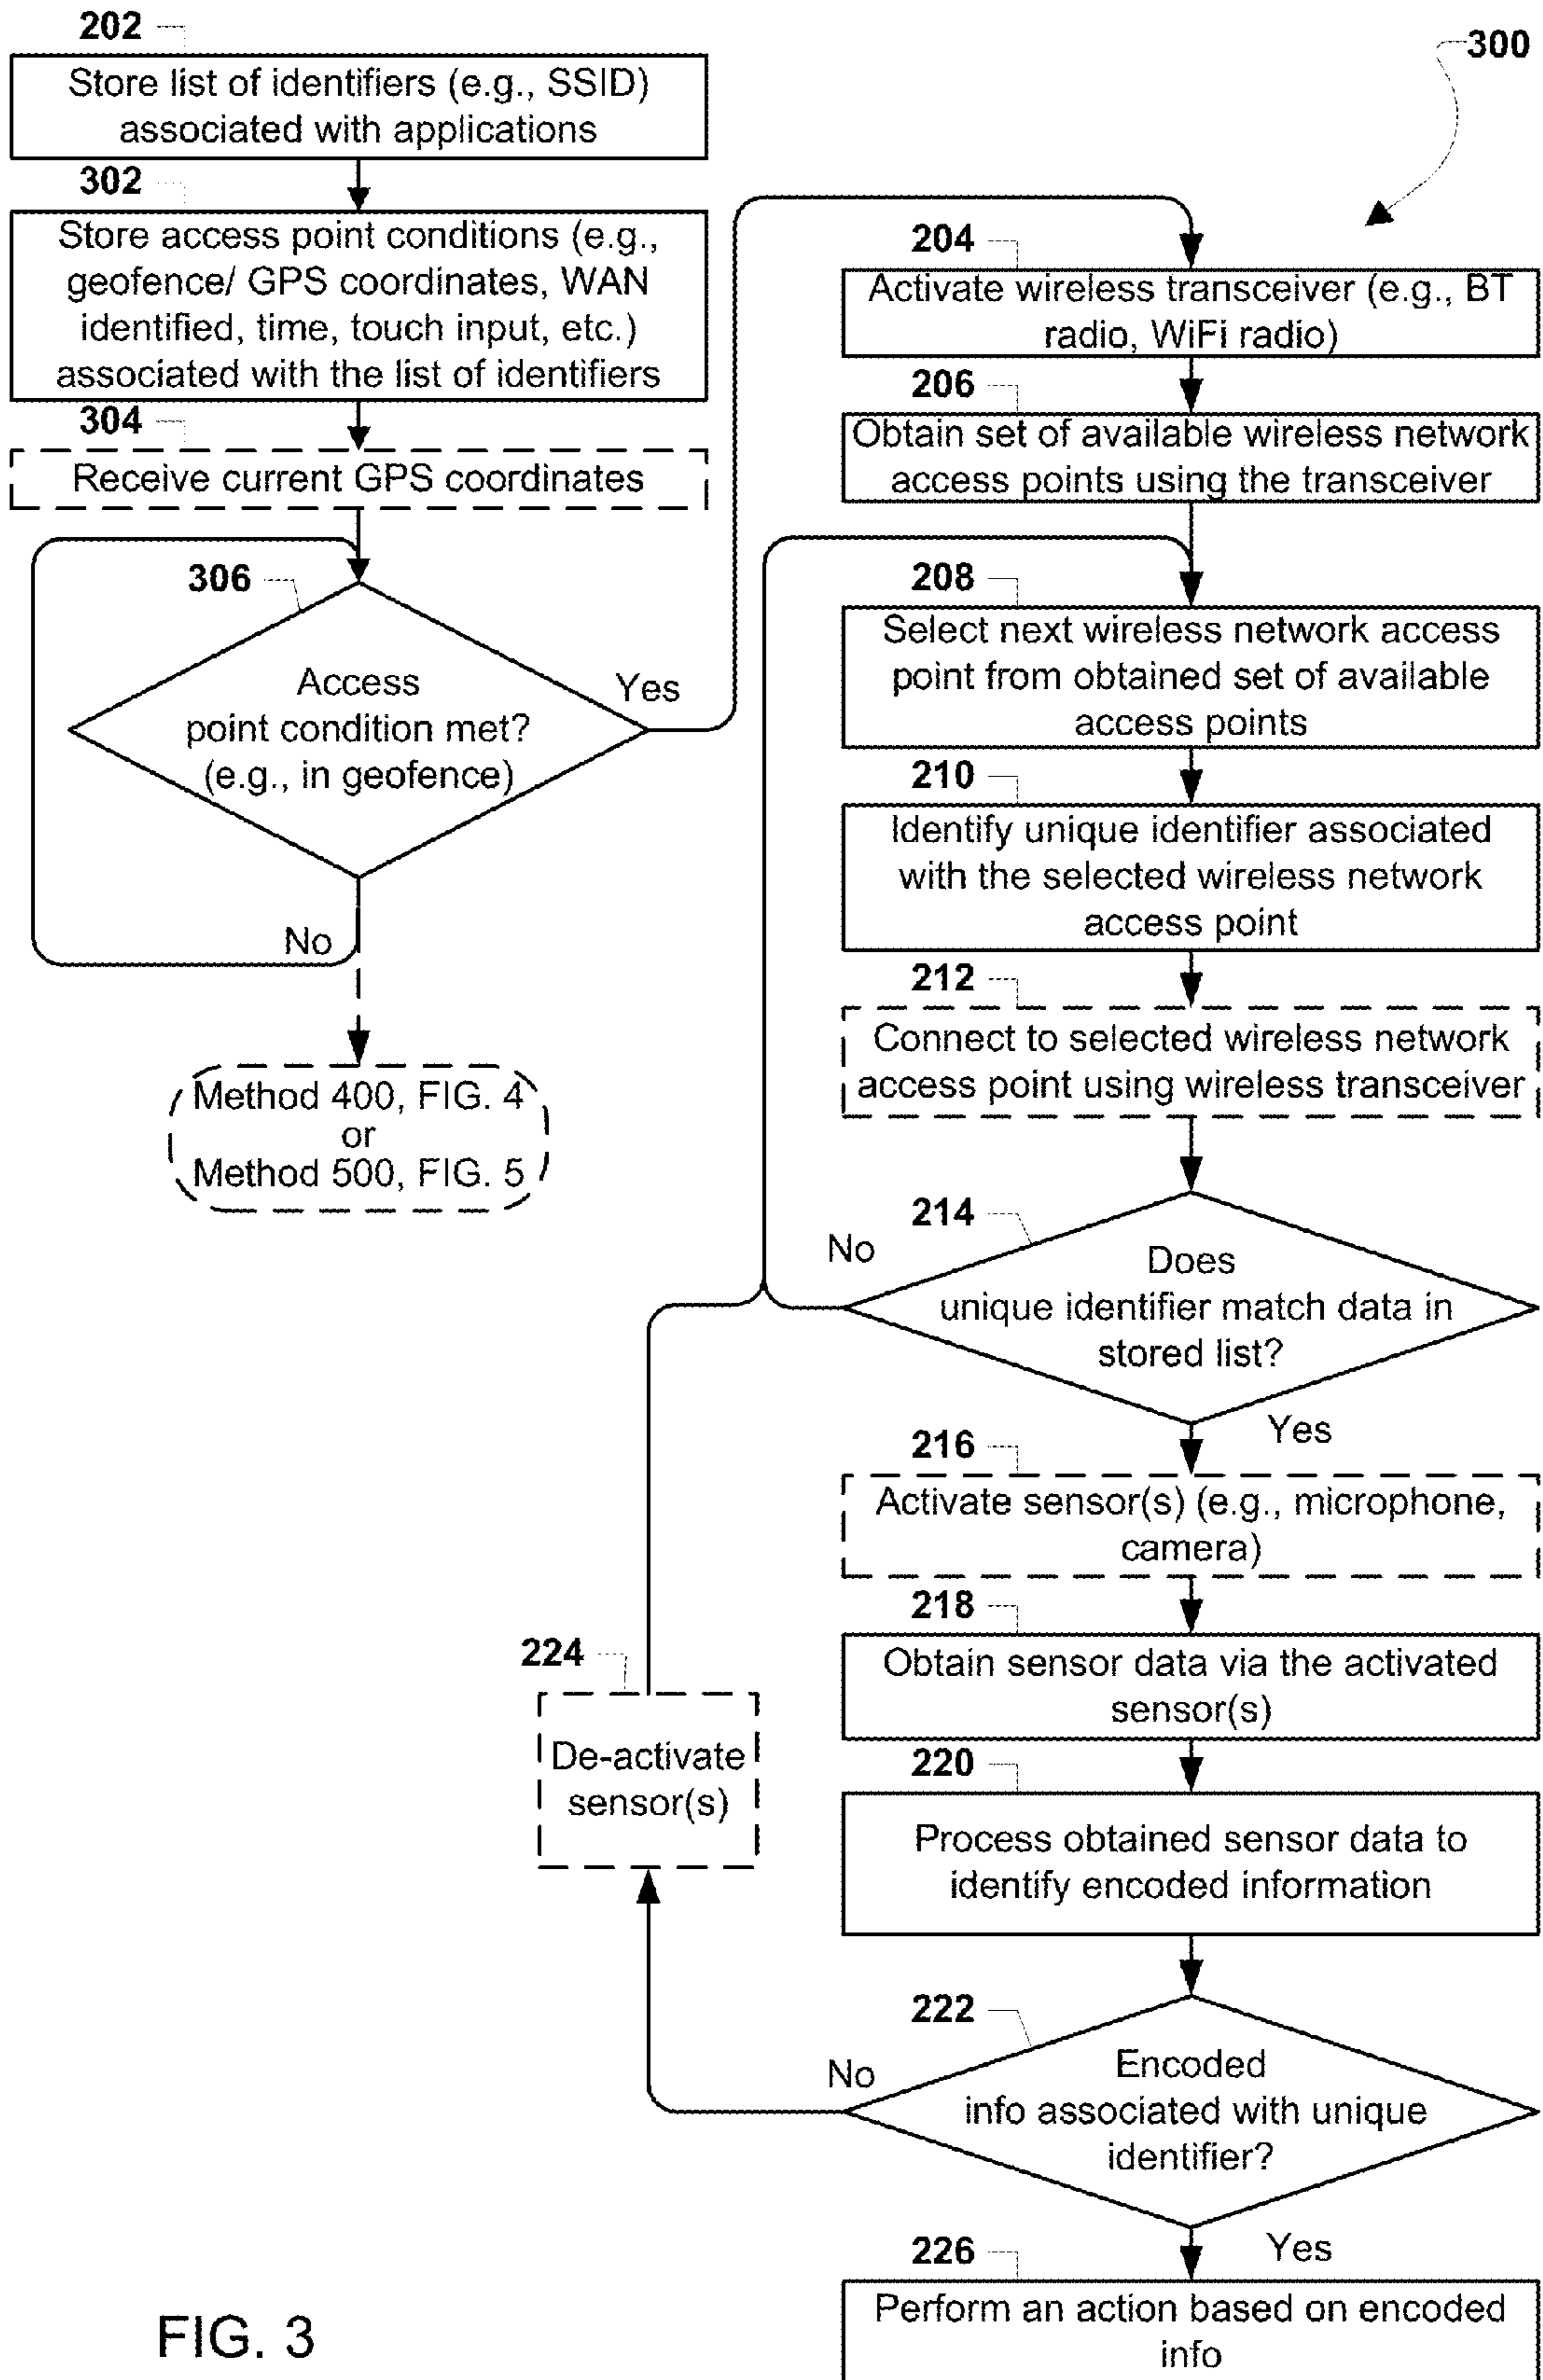 202
Store list of identifiers (e.g., SSID)
associated with applications
302
Store access point conditions (e.g.,
geofence/ GPS coordinates, WAN
identified, time, touch input, etc.)
associated with the list of identifiers
304
Receive current GPS coordinates
306
Access
point condition met?
(e.g., in geofence)
Yes
No
Method 400, FIG. 4
or
Method 500, FIG. 5
300
204
Activate wireless transceiver (e.g., BT
radio, WiFi radio)
206
Obtain set of available wireless network
access points using the transceiver
208
Select next wireless network access
point from obtained set of available
access points
210
Identify unique identifier associated
with the selected wireless network
access point
212
Connect to selected wireless network
access point using wireless transceiver
214
No
Does
unique identifier match data in
stored list?
Yes
216
Activate sensor(s) (e.g., microphone,
camera)
218
Obtain sensor data via the activated
sensor(s)
224
De-activate
sensor(s)
220
Process obtained sensor data to
identify encoded information
222
No
Encoded
info associated with unique
identifier?
Yes
226
Perform an action based on encoded
info
FIG. 3